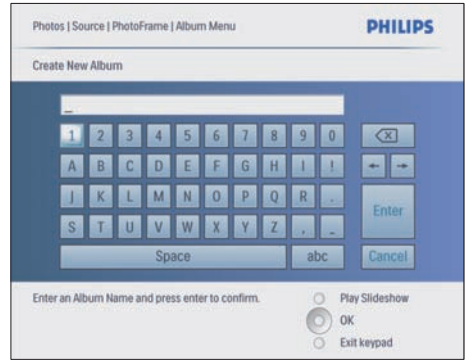 Photos | Source | PhotoFrame | Album Menu PHILIPS
Create New Album
_
1 2 3 4 5 6 7 8 9 0
A B C D E F G H I !
J K L M N O P Q R .
Enter
S T U V W X Y Z , _
Space abc Cancel
Enter an Album Name and press enter to confirm. Play Slideshow
OK
Exit keypad